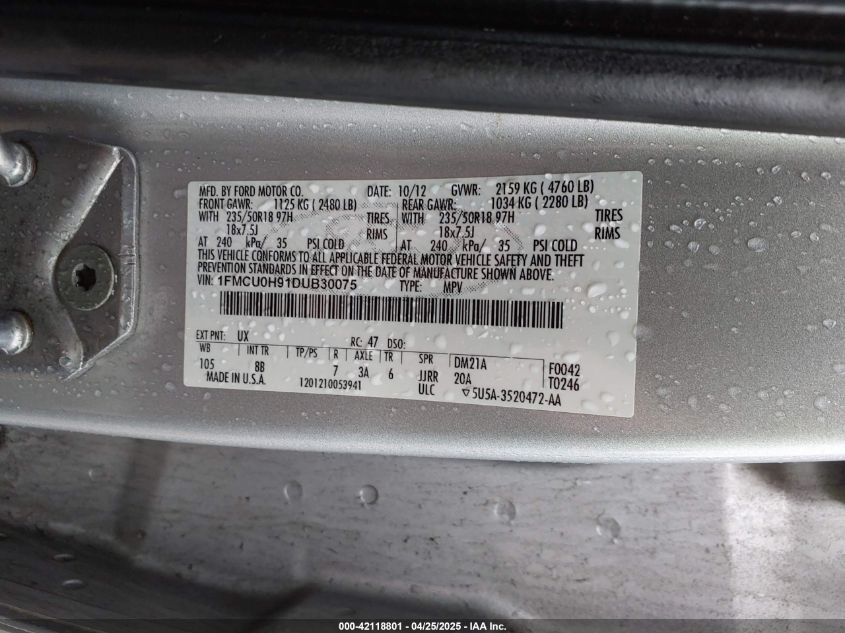 MFD. BY FORD MOTOR CO. DATE: 10/12 GVWR: 2159 KG ( 4760 LB)
FRONT GAWR: 1125 KG ( 2480 LB) REAR GAWR: 1034 KG ( 2280 LB)
WITH 235/50R18 97H TIRES WITH 235/50R18 97H TIRES
18x7.5J RIMS 18x7.5J RIMS
AT 240 kPa/ 35 PSI COLD AT 240 kPa/ 35 PSI COLD
THIS VEHICLE CONFORMS TO ALL APPLICABLE FEDERAL MOTOR VEHICLE SAFETY AND THEFT
PREVENTION STANDARDS IN EFFECT ON THE DATE OF MANUFACTURE SHOWN ABOVE.
VIN: 1FMCU0H91DUB30075 TYPE: MPV
EXT PNT: UX RC: 47 DSO:
WB INT TR TP/PS R AXLE TR SPR DM21A F0042
105 8B 7 3A 6 JJRR 20A T0246
MADE IN U.S.A. 1201210053941 ULC ▽5U5A-3520472-AA
000-42118801 - 04/25/2025 - IAA Inc.